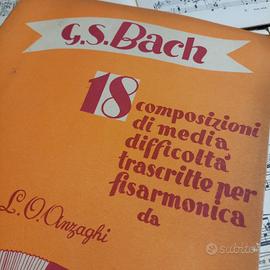 G.S.Bach
18 composizioni
di media
difficoltà
trascritte per
fisarmonica
da
L.O.Anzaghi
subito